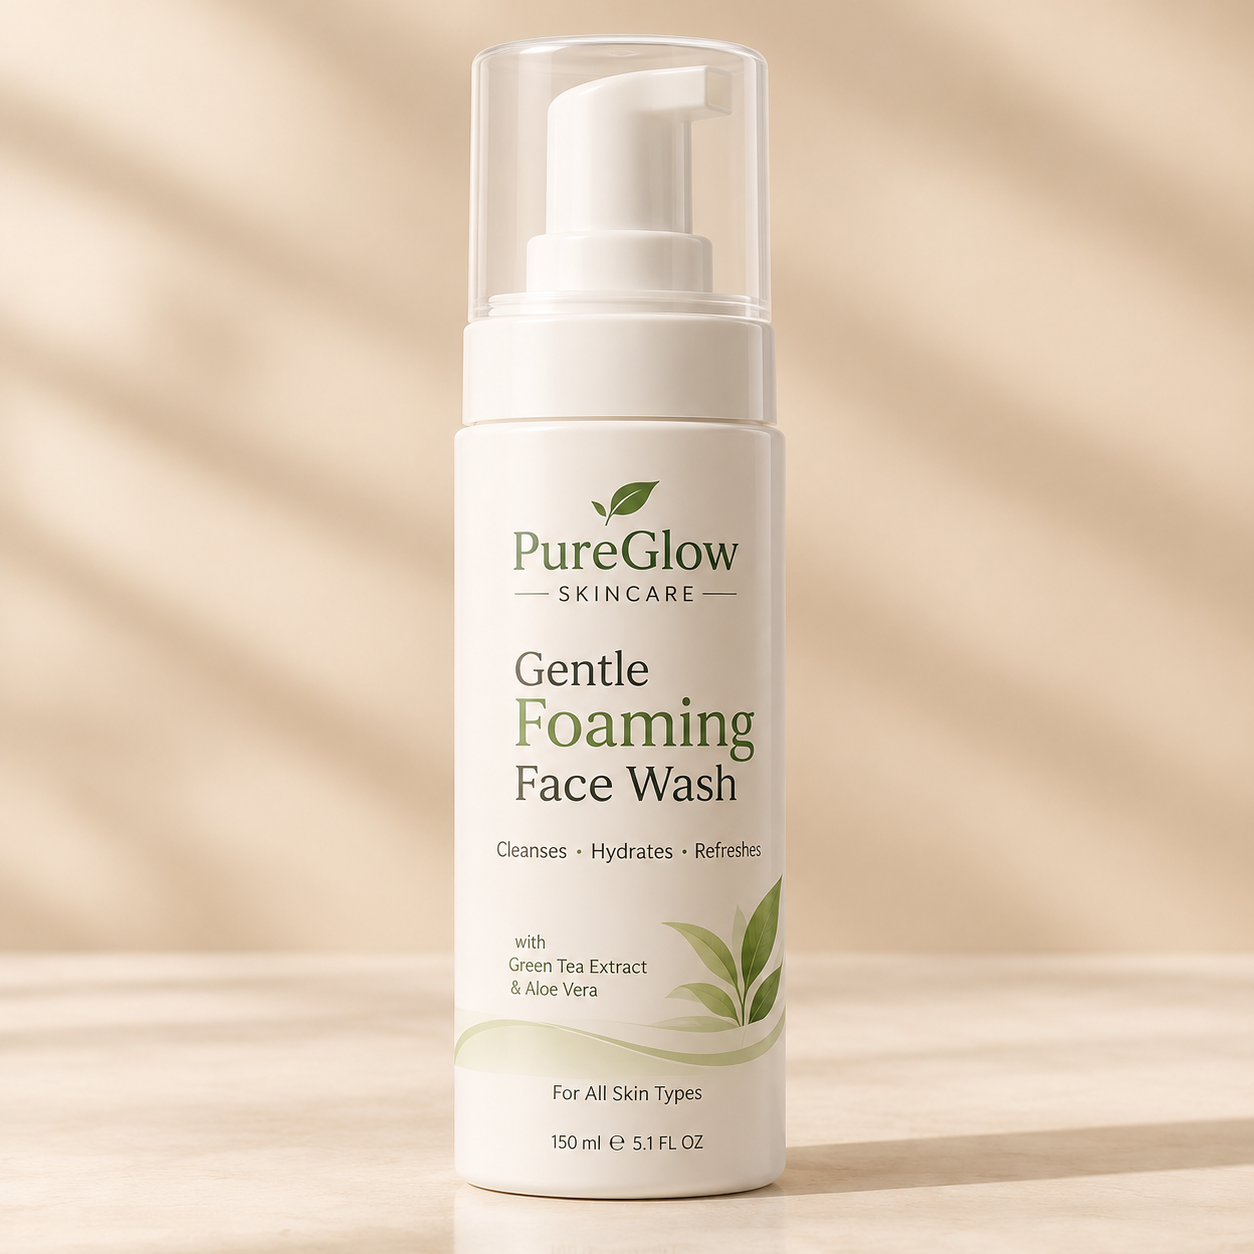 PureGlow
SKINCARE
Gentle
Foaming
Face Wash
Cleanses • Hydrates • Refreshes
with
Green Tea Extract
& Aloe Vera
For All Skin Types
150 ml ℮ 5.1 FL OZ